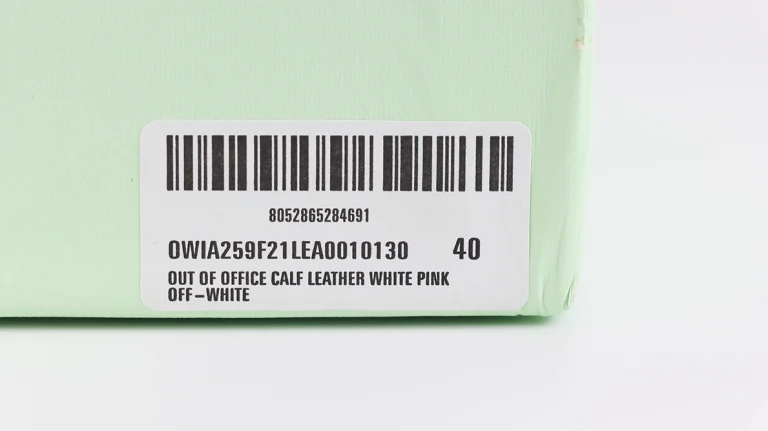 8052865284691
OWIA259F21LEA0010130 40
OUT OF OFFICE CALF LEATHER WHITE PINK
OFF-WHITE